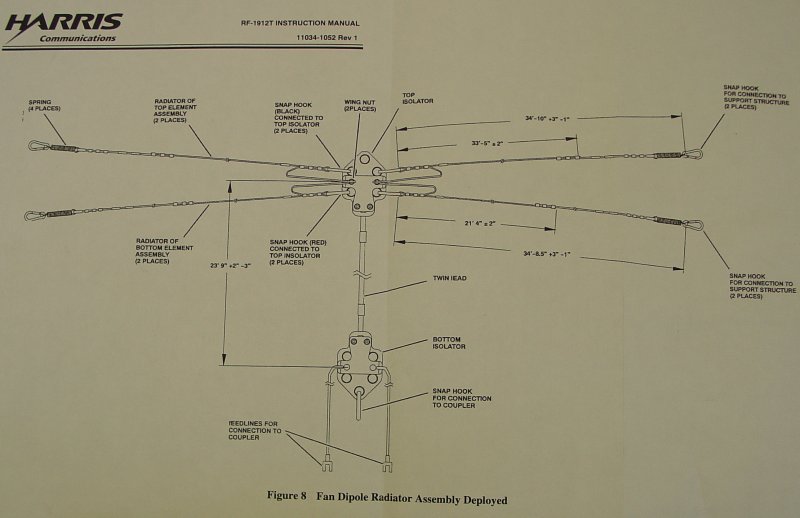 HARRIS
Communications
RF-1912T INSTRUCTION MANUAL
11034-1052 Rev 1
SPRING
(4 PLACES)
RADIATOR OF
TOP ELEMENT
ASSEMBLY
(2 PLACES)
SNAP HOOK
(BLACK)
CONNECTED TO
TOP ISOLATOR
(2 PLACES)
WING NUT
(2PLACES)
TOP
ISOLATOR
34'-10" +3" -1"
33'-5" ± 2"
SNAP HOOK
FOR CONNECTION TO
SUPPORT STRUCTURE
(2 PLACES)
RADIATOR OF
BOTTOM ELEMENT
ASSEMBLY
(2 PLACES)
23' 9" +2" -3"
SNAP HOOK (RED)
CONNECTED TO
TOP INSOLATOR
(2 PLACES)
21' 4" ± 2"
34'-8.5" +3" -1"
SNAP HOOK
FOR CONNECTION TO
SUPPORT STRUCTURE
(2 PLACES)
TWIN lEAD
BOTTOM
ISOLATOR
SNAP HOOK
FOR CONNECTION
TO COUPLER
fEEDLINES FOR
CONNECTION TO
COUPLER
Figure 8 Fan Dipole Radiator Assembly Deployed